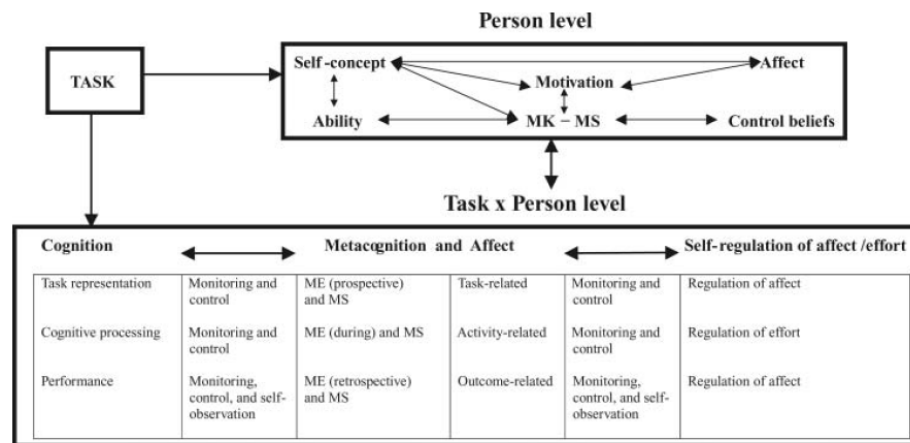 Person level
TASK
Self-concept
Affect
Motivation
Ability
MK – MS
Control beliefs
Task x Person level
Cognition
Metacognition and Affect
Self-regulation of affect /effort
Task representation
Monitoring and
control
ME (prospective)
and MS
Task-related
Monitoring and
control
Regulation of affect
Cognitive processing
Monitoring and
control
ME (during) and MS
Activity-related
Monitoring and
control
Regulation of effort
Performance
Monitoring,
control, and self-
observation
ME (retrospective)
and MS
Outcome-related
Monitoring,
control, and self-
observation
Regulation of affect